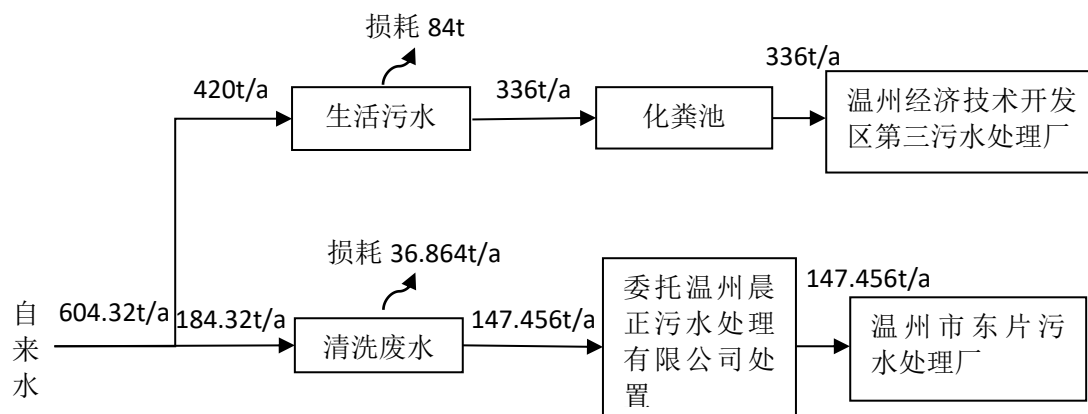 损耗 84t
420t/a
生活污水
336t/a
化粪池
336t/a
温州经济技术开发
区第三污水处理厂
损耗 36.864t/a
自
来
水
604.32t/a
184.32t/a
清洗废水
147.456t/a
委托温州晨
正污水处理
有限公司处
置
147.456t/a
温州市东片污
水处理厂